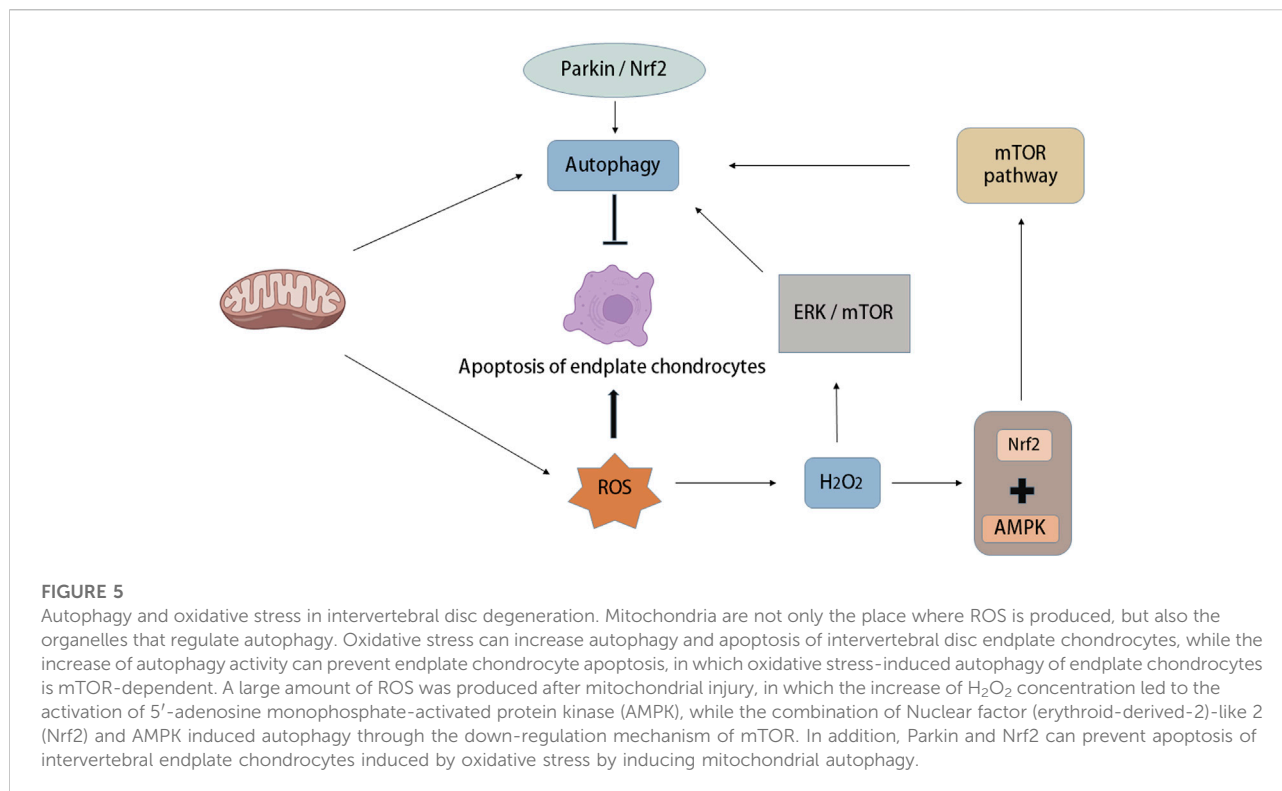 Parkin / Nrf2
Autophagy
mTOR
pathway
ERK / mTOR
Apoptosis of endplate chondrocytes
ROS
H₂O₂
Nrf2
AMPK
FIGURE 5
Autophagy and oxidative stress in intervertebral disc degeneration. Mitochondria are not only the place where ROS is produced, but also the
organelles that regulate autophagy. Oxidative stress can increase autophagy and apoptosis of intervertebral disc endplate chondrocytes, while the
increase of autophagy activity can prevent endplate chondrocyte apoptosis, in which oxidative stress-induced autophagy of endplate chondrocytes
is mTOR-dependent. A large amount of ROS was produced after mitochondrial injury, in which the increase of H₂O₂ concentration led to the
activation of 5′-adenosine monophosphate-activated protein kinase (AMPK), while the combination of Nuclear factor (erythroid-derived-2)-like 2
(Nrf2) and AMPK induced autophagy through the down-regulation mechanism of mTOR. In addition, Parkin and Nrf2 can prevent apoptosis of
intervertebral endplate chondrocytes induced by oxidative stress by inducing mitochondrial autophagy.